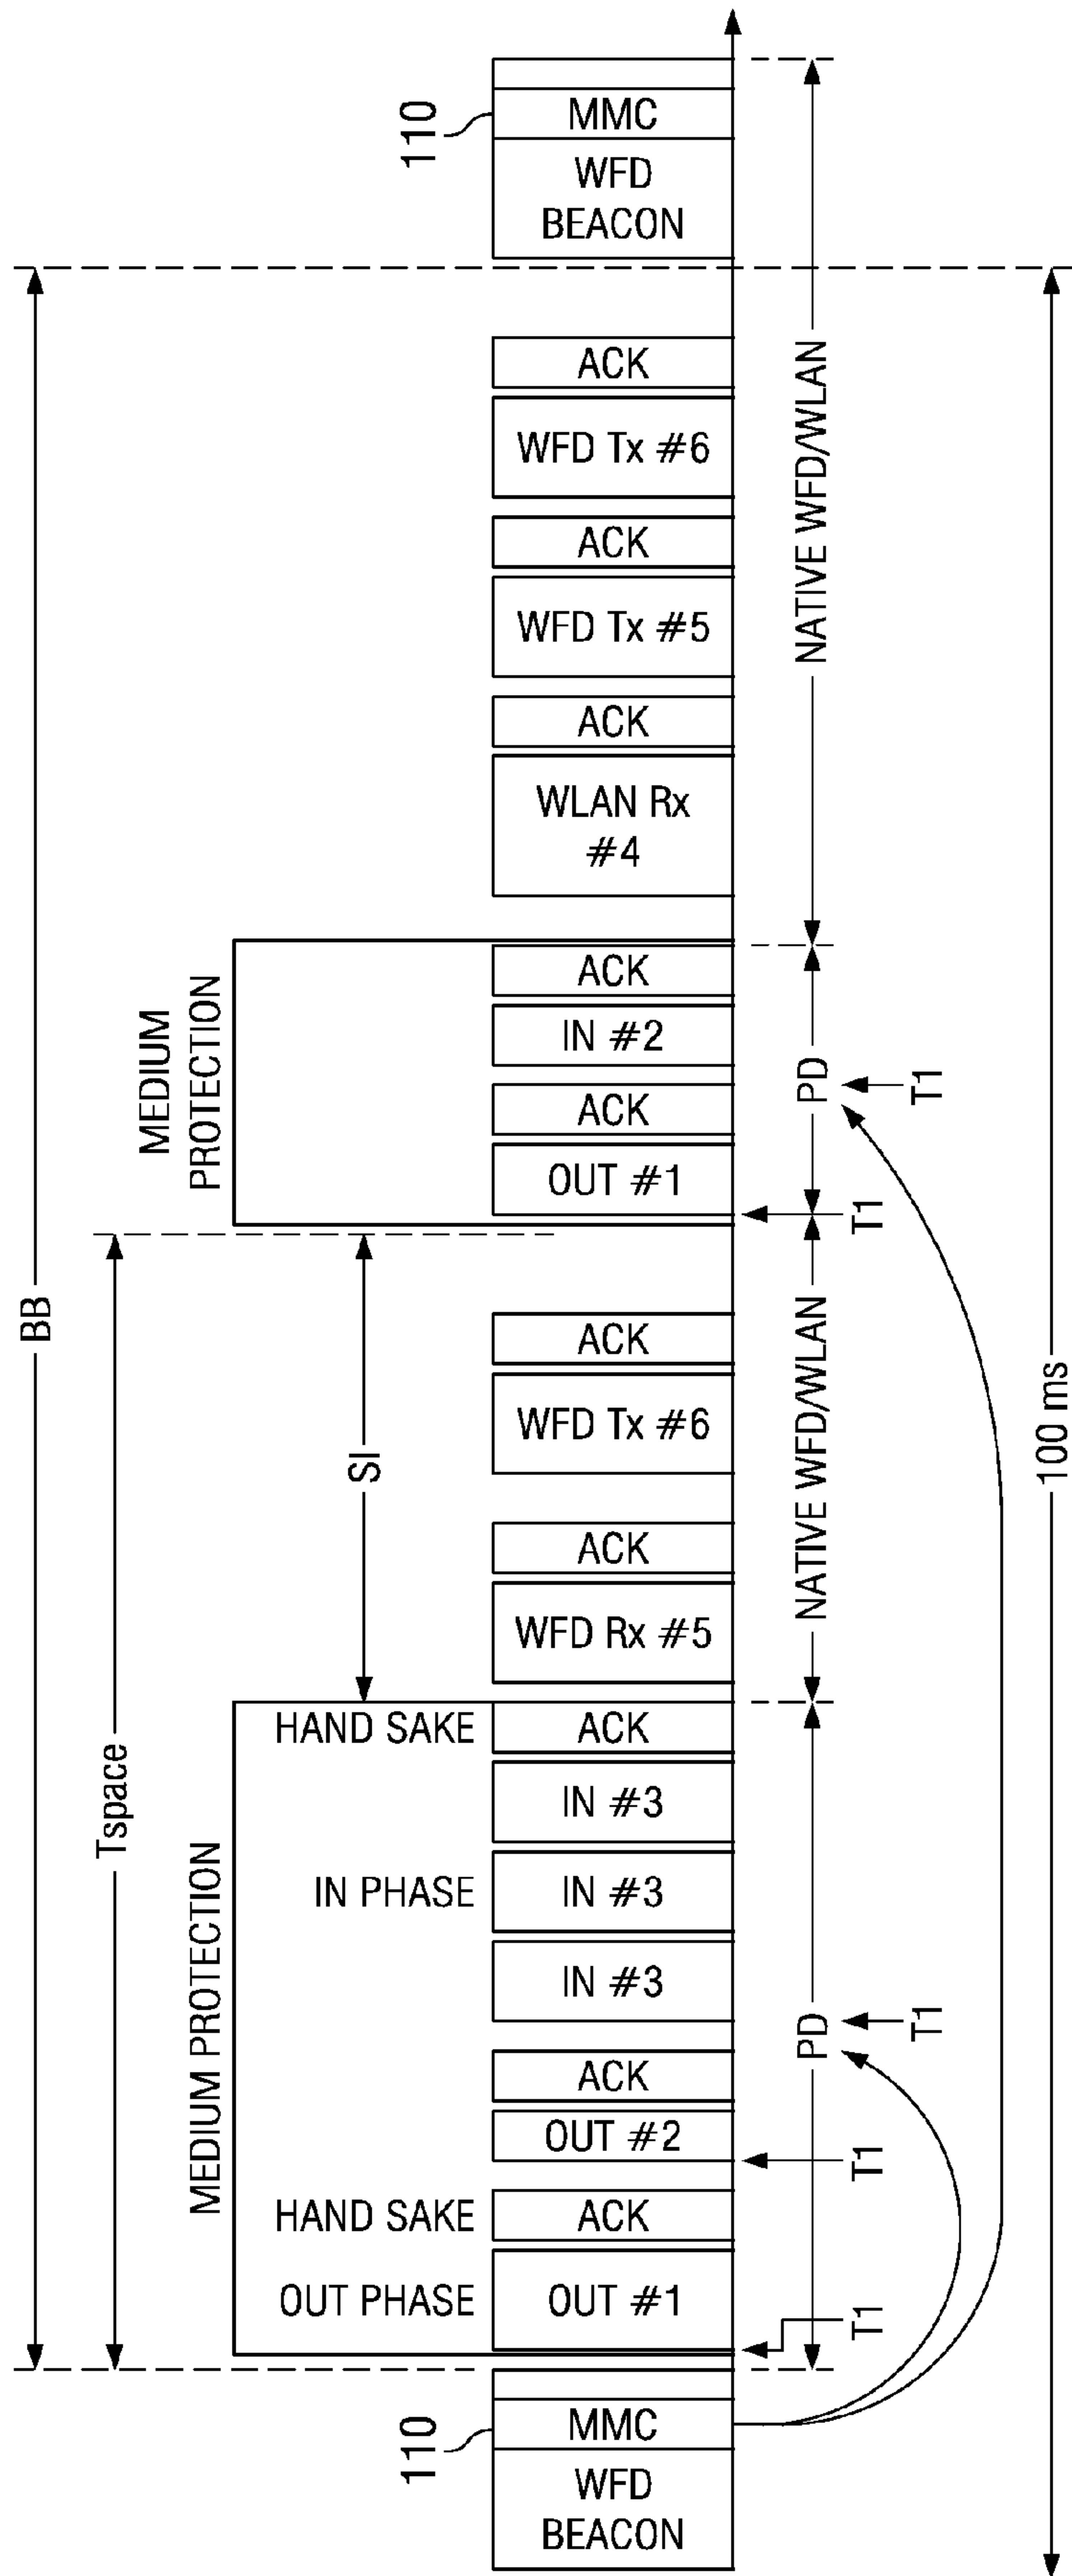 110
MMC
WFD
BEACON
BB
ACK
WFD Tx #6
ACK
WFD Tx #5
ACK
WLAN Rx
#4
NATIVE WFD/WLAN
MEDIUM
PROTECTION
ACK
IN #2
ACK
OUT #1
PD
T1
T1
Tspace
SI
ACK
WFD Tx #6
ACK
WFD Rx #5
NATIVE WFD/WLAN
100 ms
MEDIUM PROTECTION
HAND SAKE
ACK
IN #3
IN PHASE
IN #3
IN #3
ACK
OUT #2
HAND SAKE
ACK
OUT PHASE
OUT #1
PD
T1
T1
T1
110
MMC
WFD
BEACON